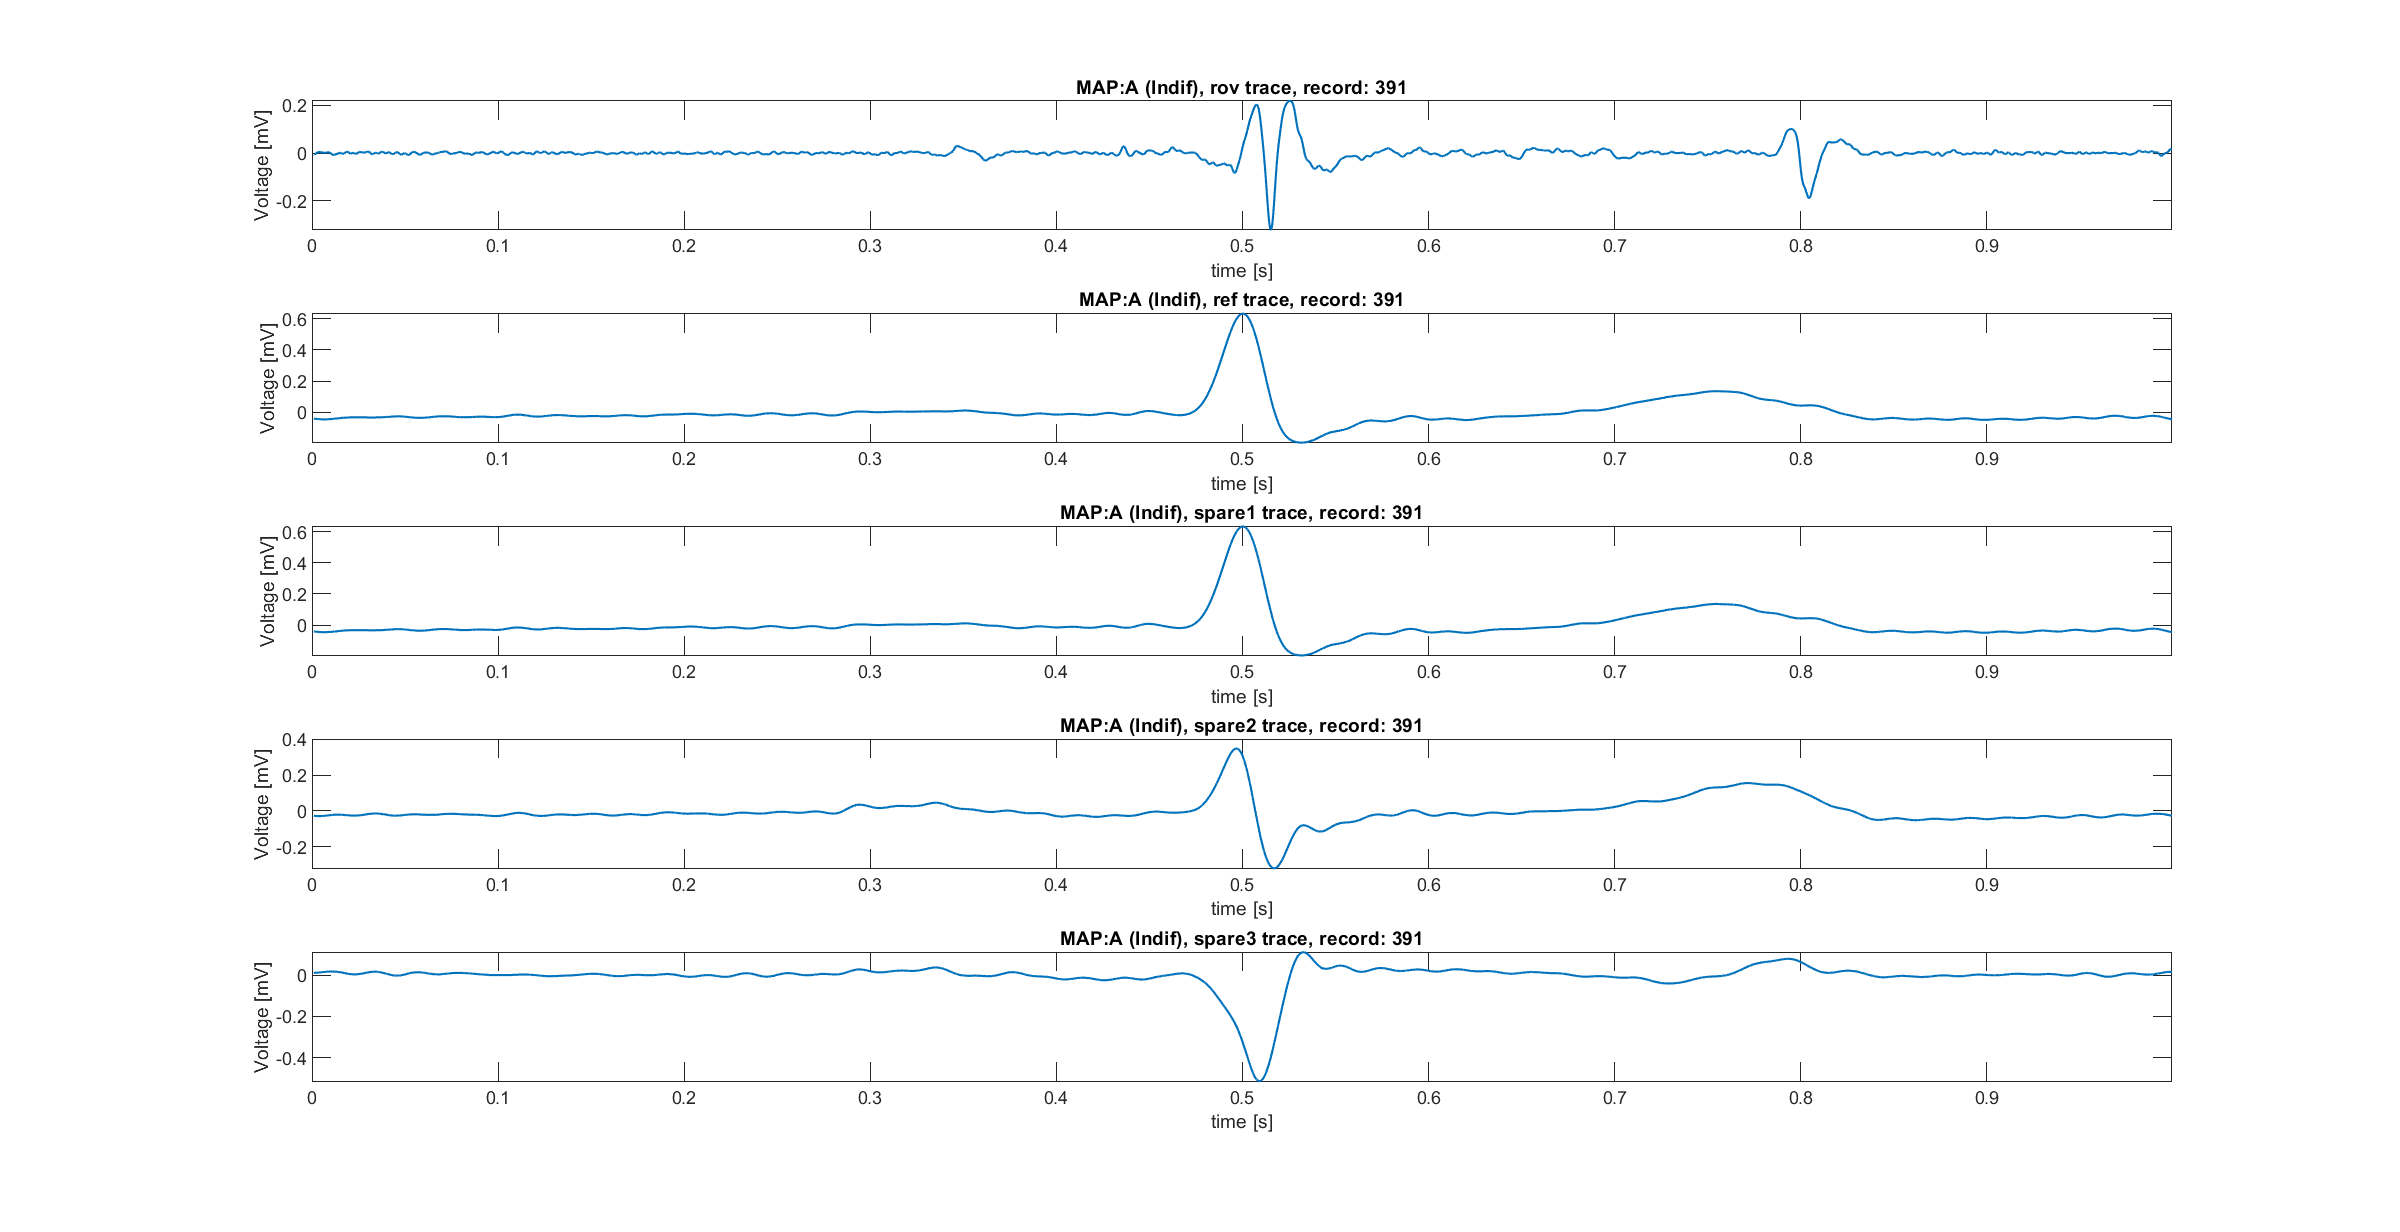 MAP:A (Indif), rov trace, record: 391
Voltage [mV]
0.2
0
-0.2
0 0.1 0.2 0.3 0.4 0.5 0.6 0.7 0.8 0.9
time [s]
MAP:A (Indif), ref trace, record: 391
Voltage [mV]
0.6
0.4
0.2
0
0 0.1 0.2 0.3 0.4 0.5 0.6 0.7 0.8 0.9
time [s]
MAP:A (Indif), spare1 trace, record: 391
Voltage [mV]
0.6
0.4
0.2
0
0 0.1 0.2 0.3 0.4 0.5 0.6 0.7 0.8 0.9
time [s]
MAP:A (Indif), spare2 trace, record: 391
Voltage [mV]
0.4
0.2
0
-0.2
0 0.1 0.2 0.3 0.4 0.5 0.6 0.7 0.8 0.9
time [s]
MAP:A (Indif), spare3 trace, record: 391
Voltage [mV]
0
-0.2
-0.4
0 0.1 0.2 0.3 0.4 0.5 0.6 0.7 0.8 0.9
time [s]